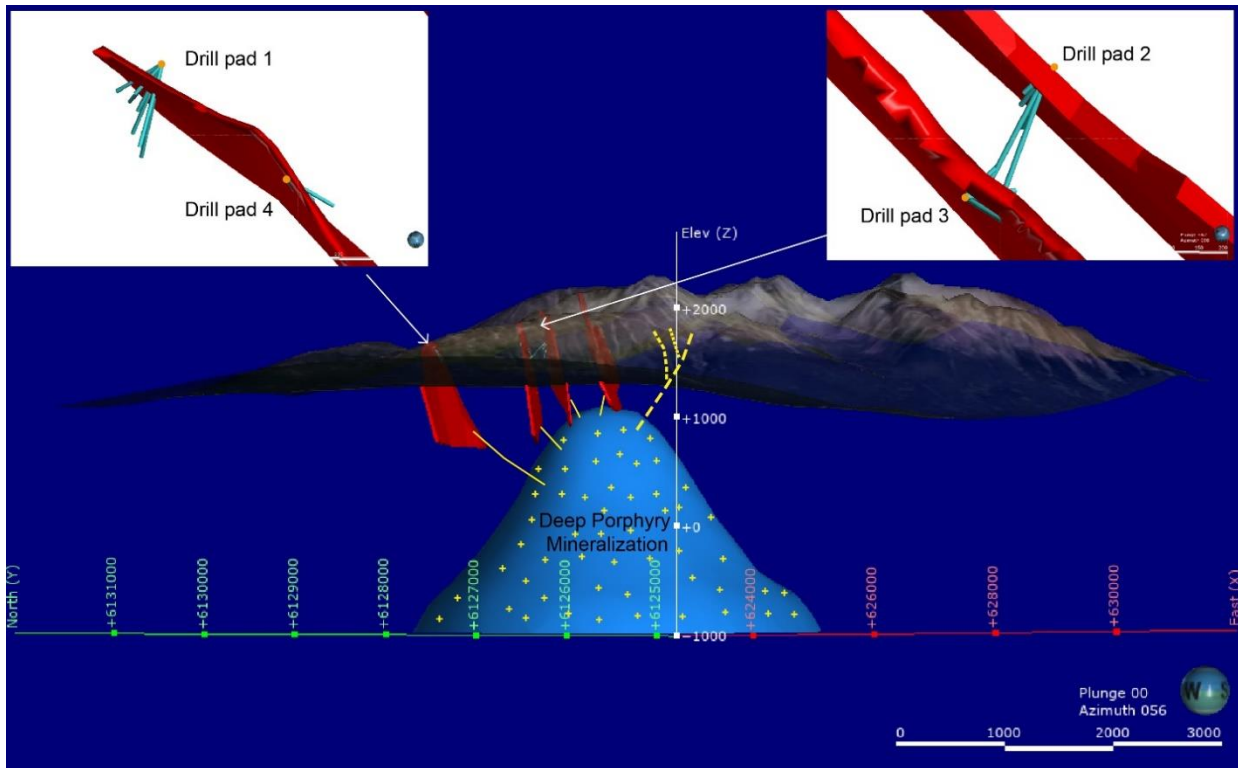 Drill pad 1
Drill pad 4
Drill pad 2
Drill pad 3
Elev (Z)
+2000
+1000
Deep Porphyry
Mineralization
+0
North (Y)
+6131000
+6130000
+6129000
+6128000
+6127000
+6126000
+6125000
+624000
+626000
+628000
+630000
East (X)
-1000
W S
Plunge 00
Azimuth 056
0 1000 2000 3000